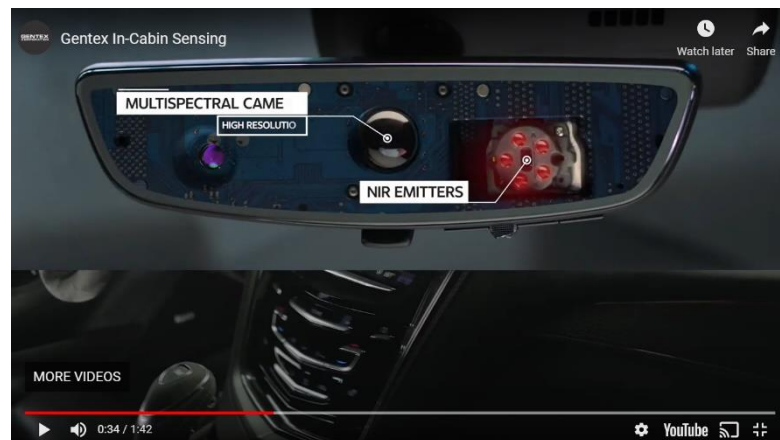 GENTEX
Gentex In-Cabin Sensing
Watch later
Share
MULTISPECTRAL CAME
HIGH RESOLUTIO
NIR EMITTERS
MORE VIDEOS
0:34 / 1:42
YouTube